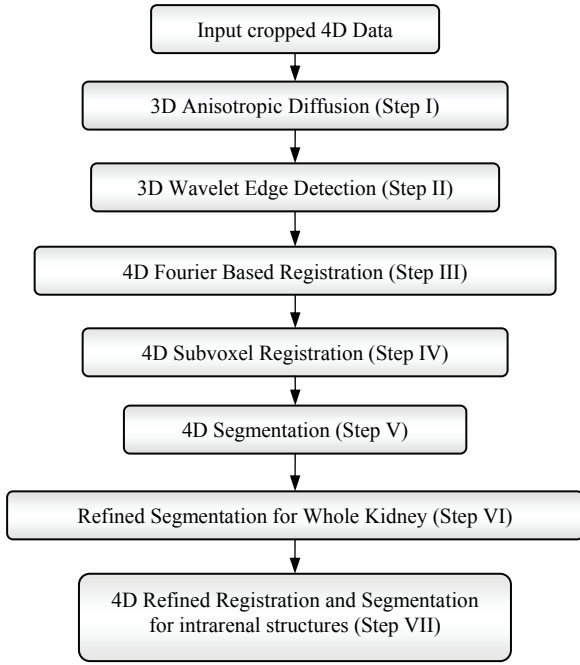 Input cropped 4D Data
3D Anisotropic Diffusion (Step I)
3D Wavelet Edge Detection (Step II)
4D Fourier Based Registration (Step III)
4D Subvoxel Registration (Step IV)
4D Segmentation (Step V)
Refined Segmentation for Whole Kidney (Step VI)
4D Refined Registration and Segmentation
for intrarenal structures (Step VII)